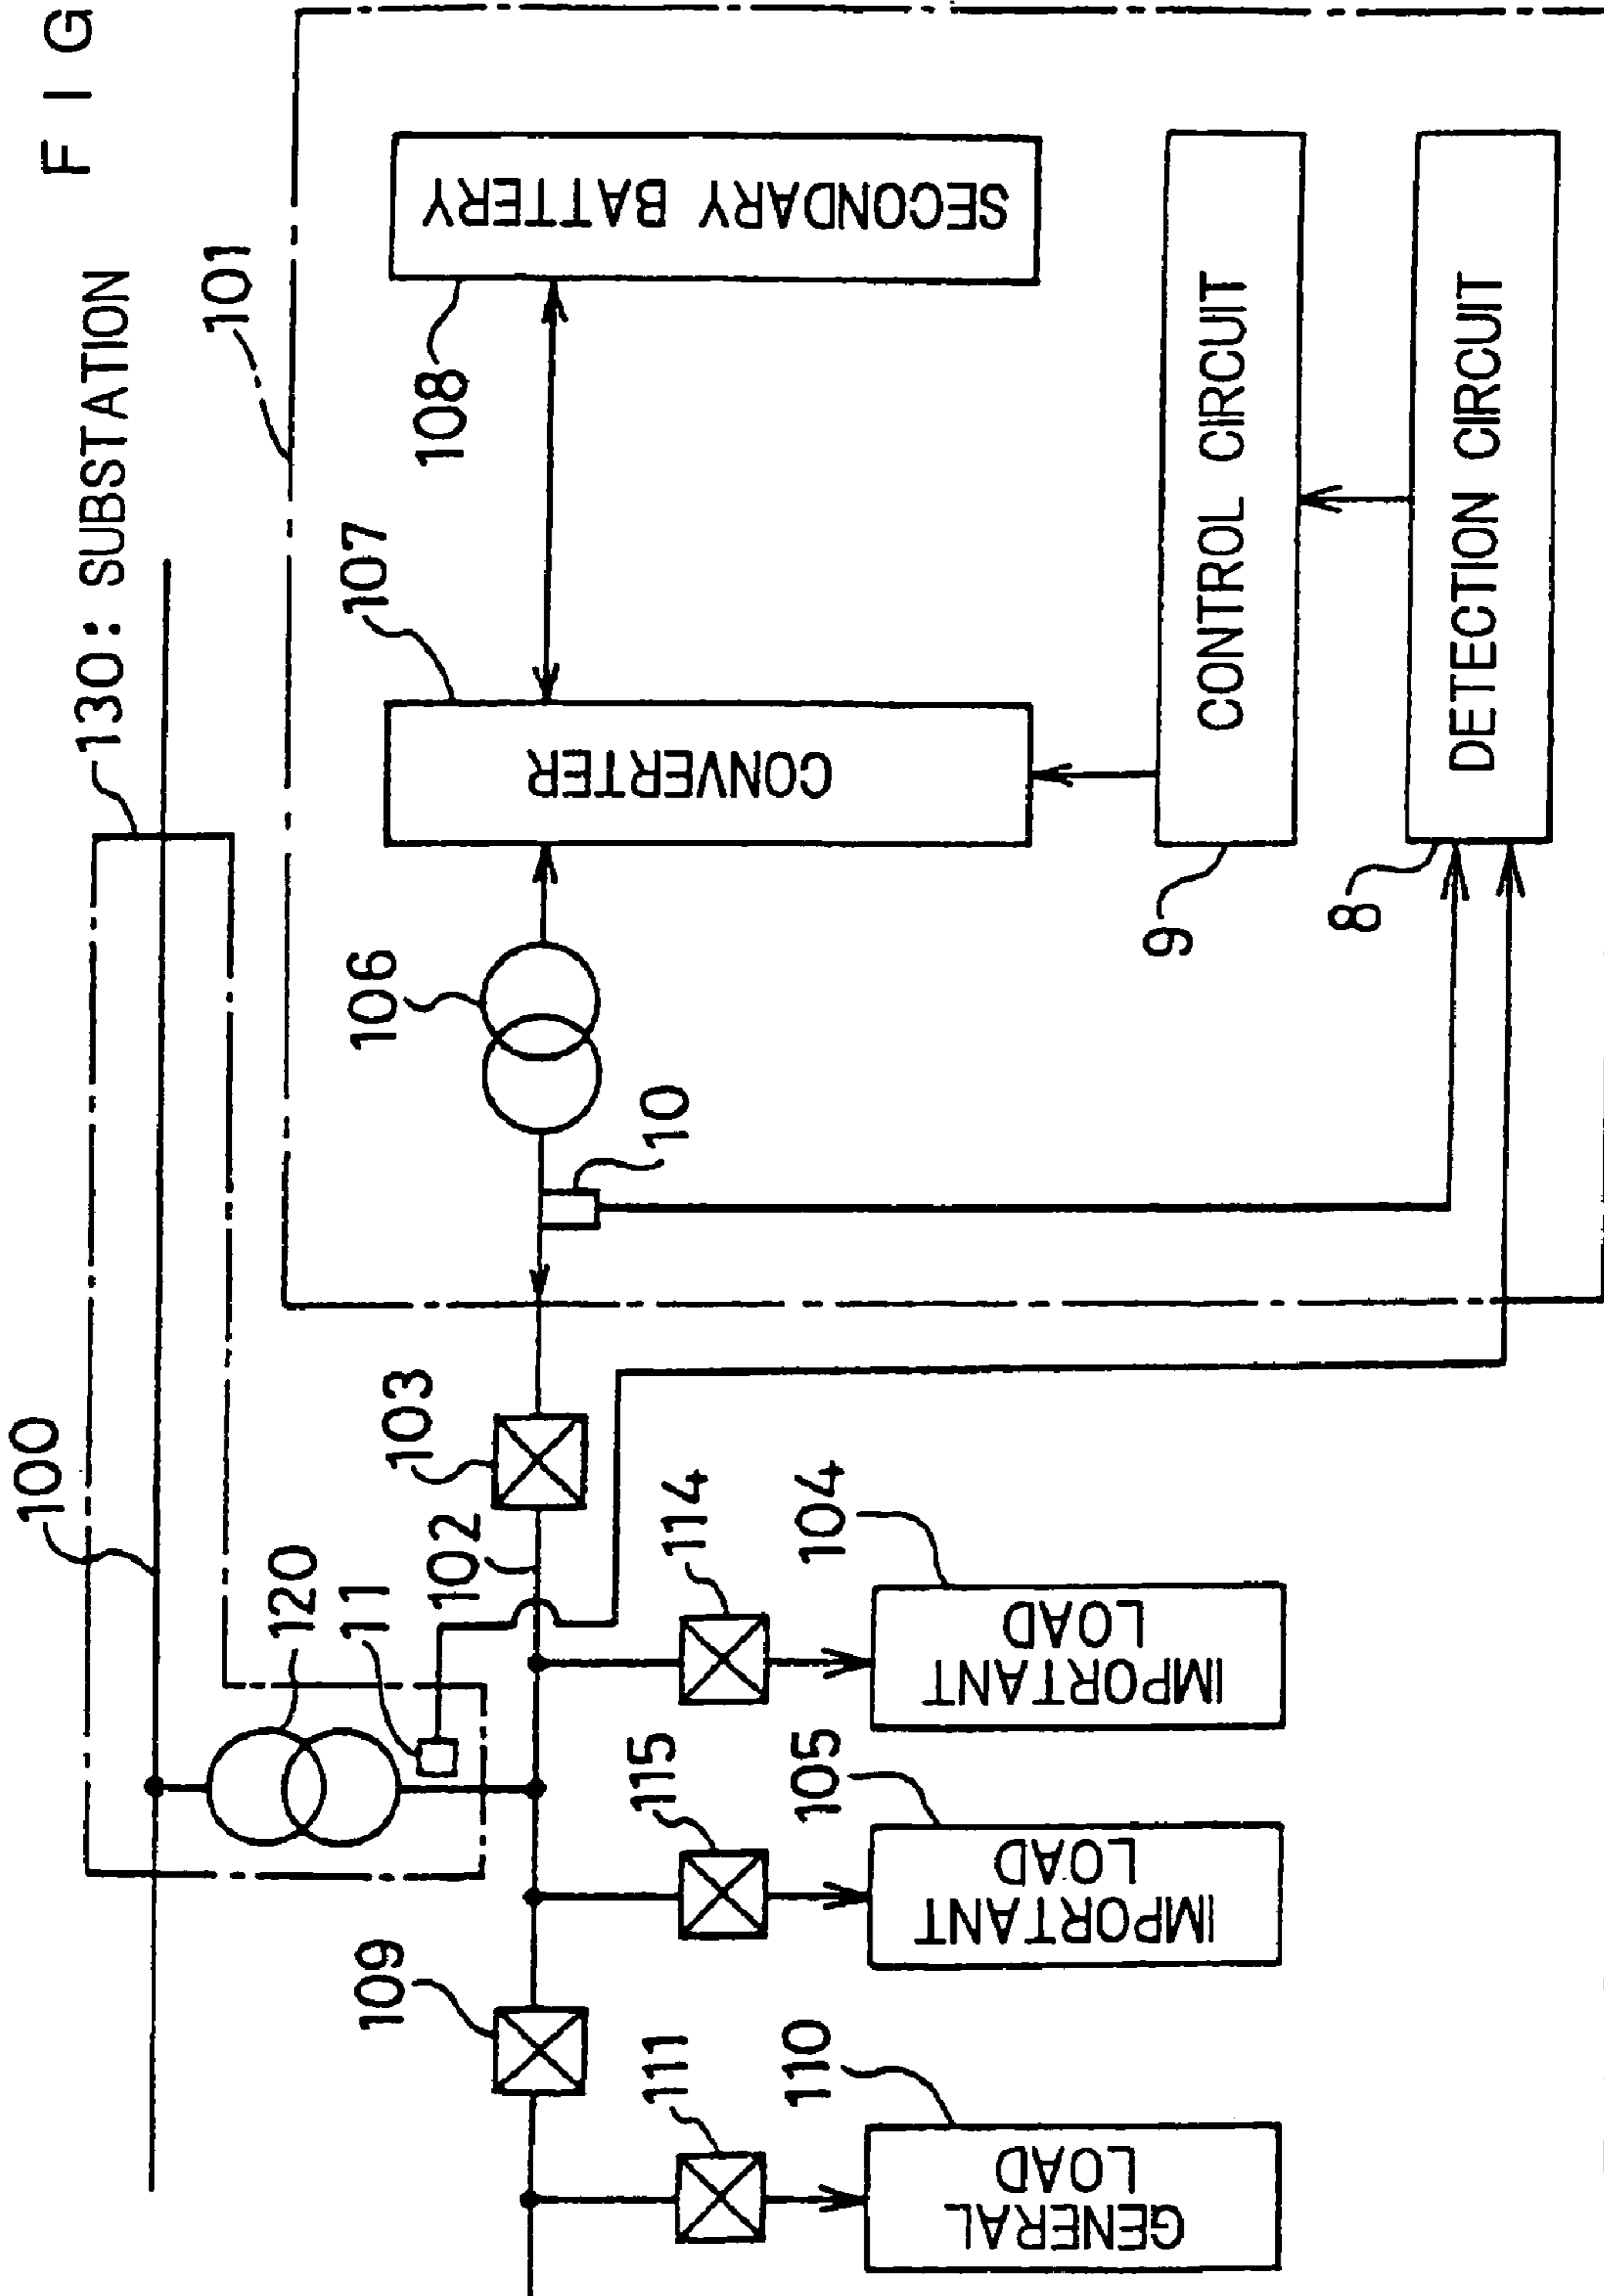 F I G
130: SUBSTATION
100
101
120
11
102
103
106
107
108
10
SECONDARY BATTERY
CONVERTER
CONTROL CIRCUIT
9
DETECTION CIRCUIT
8
109
111
115
114
110
105
104
GENERAL
LOAD
IMPORTANT
LOAD
IMPORTANT
LOAD